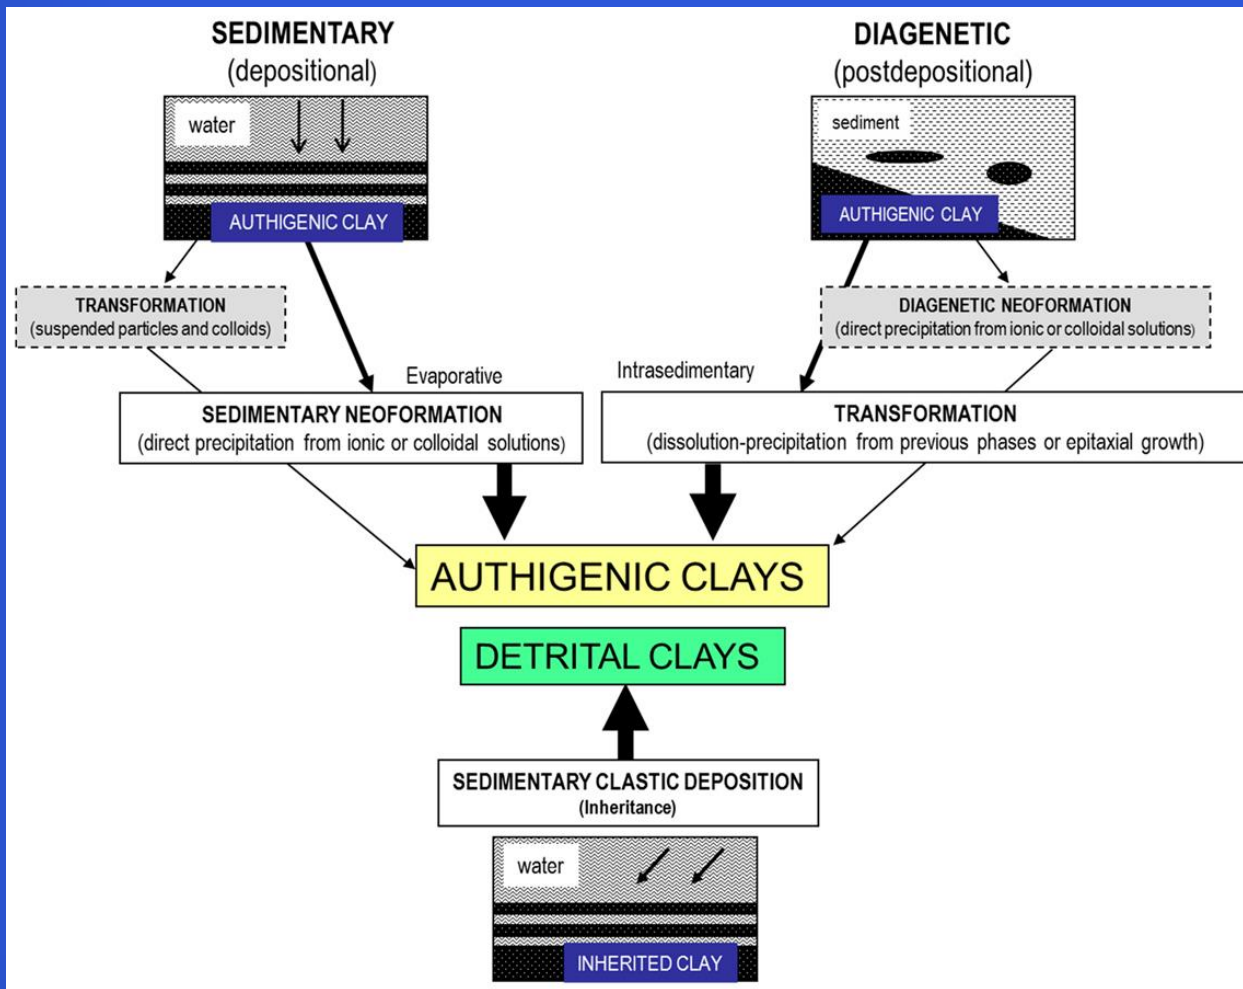 SEDIMENTARY
(depositional)
water
AUTHIGENIC CLAY
DIAGENETIC
(postdepositional)
sediment
AUTHIGENIC CLAY
TRANSFORMATION
(suspended particles and colloids)
DIAGENETIC NEOFORMATION
(direct precipitation from ionic or colloidal solutions)
Evaporative
Intrasedimentary
SEDIMENTARY NEOFORMATION
(direct precipitation from ionic or colloidal solutions)
TRANSFORMATION
(dissolution-precipitation from previous phases or epitaxial growth)
AUTHIGENIC CLAYS
DETRITAL CLAYS
SEDIMENTARY CLASTIC DEPOSITION
(Inheritance)
water
INHERITED CLAY